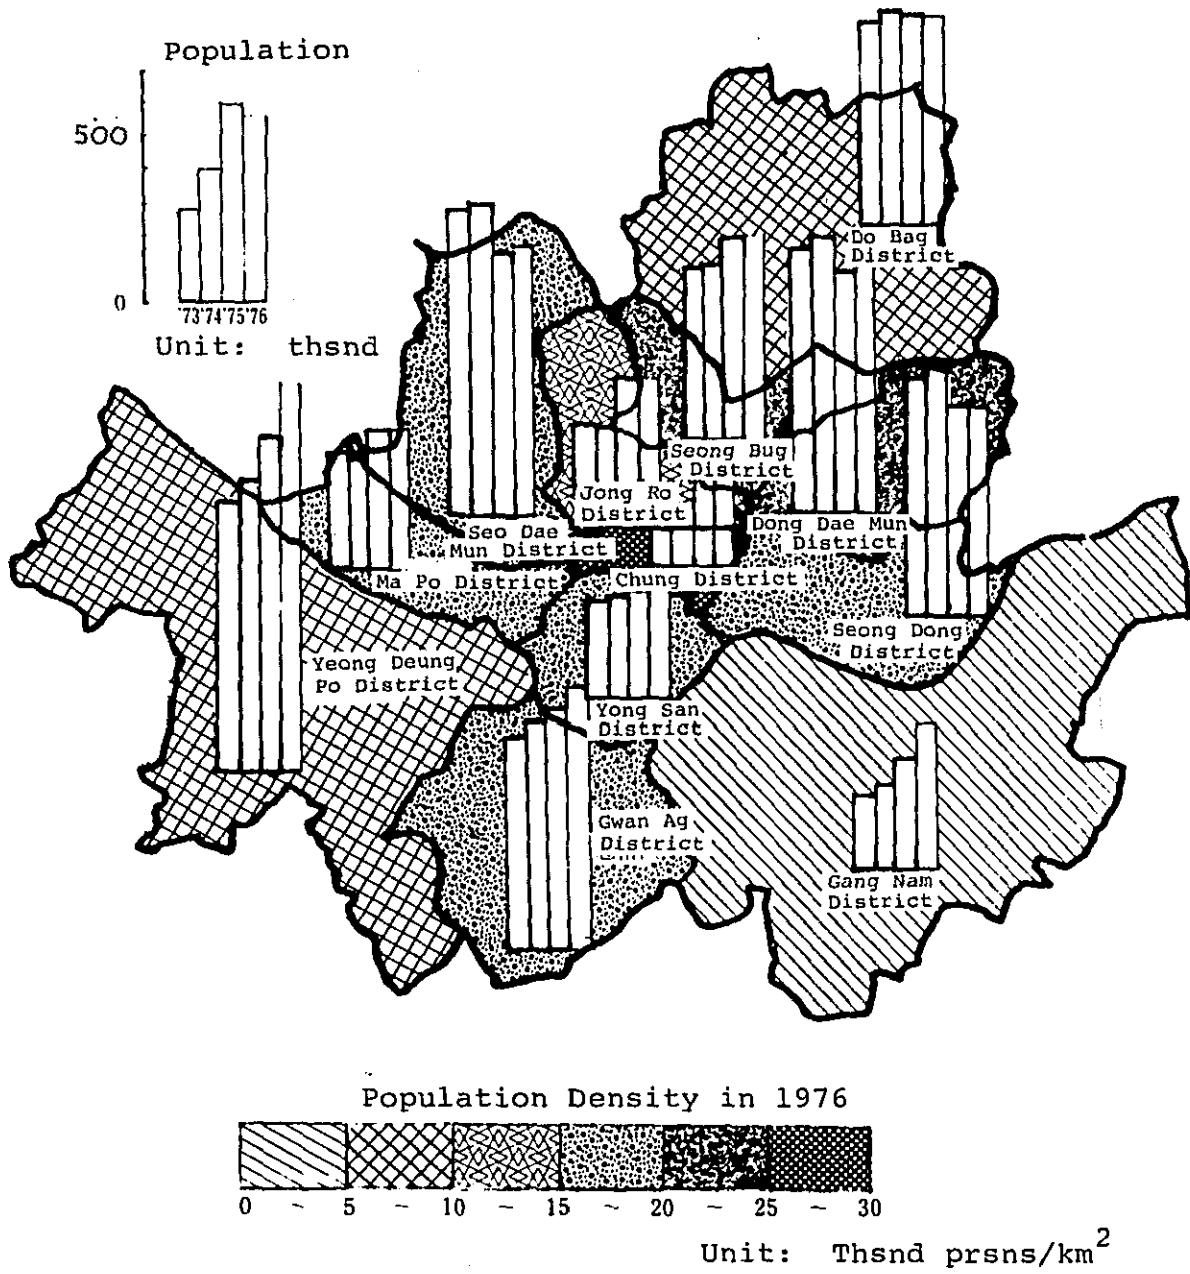 Population
500
0
'73 '74 '75 '76
Unit: thsnd
Do Bag
District
Seong Bug
District
Jong Ro
District
Seo Dae
Mun District
Dong Dae Mun
District
Ma Po District
Chung District
Seong Dong
District
Yeong Deung
Po District
Yong San
District
Gwan Ag
District
Gang Nam
District
Population Density in 1976
0 ~ 5 ~ 10 ~ 15 ~ 20 ~ 25 ~ 30
Unit: Thsnd prsns/km²